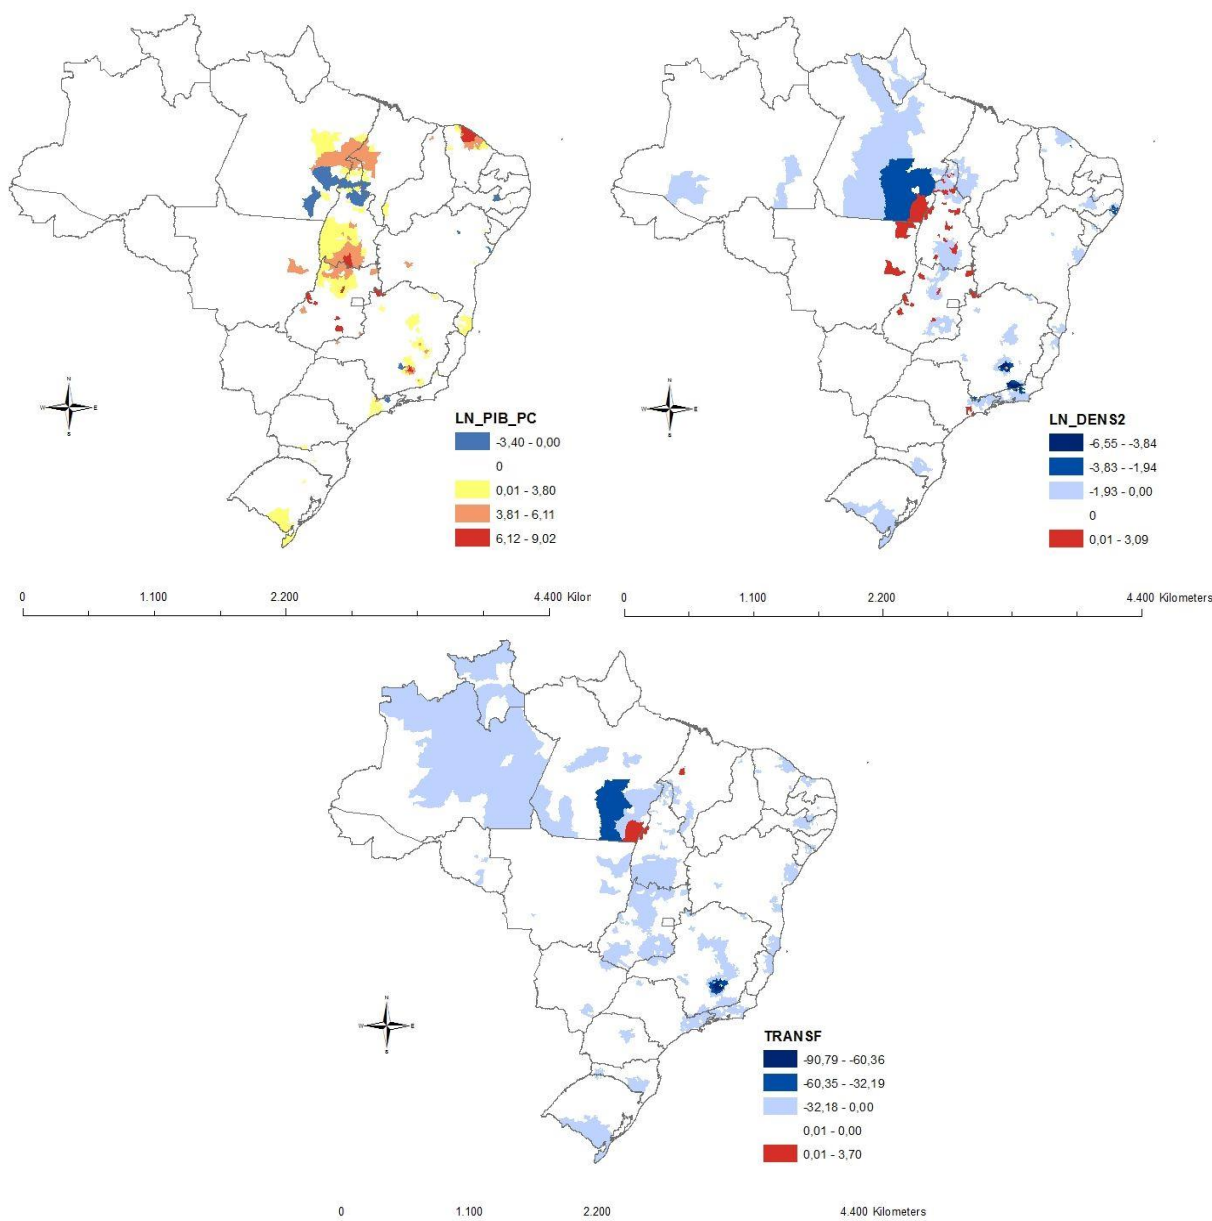 N
W E
S
LN_PIB_PC
-3,40 - 0,00
0
0,01 - 3,80
3,81 - 6,11
6,12 - 9,02
N
W E
S
LN_DENS2
-6,55 - -3,84
-3,83 - -1,94
-1,93 - 0,00
0
0,01 - 3,09
0 1.100 2.200 4.400 Kilor
0 1.100 2.200 4.400 Kilometers
N
W E
S
TRANSF
-90,79 - -60,36
-60,35 - -32,19
-32,18 - 0,00
0,01 - 0,00
0,01 - 3,70
0 1.100 2.200 4.400 Kilometers